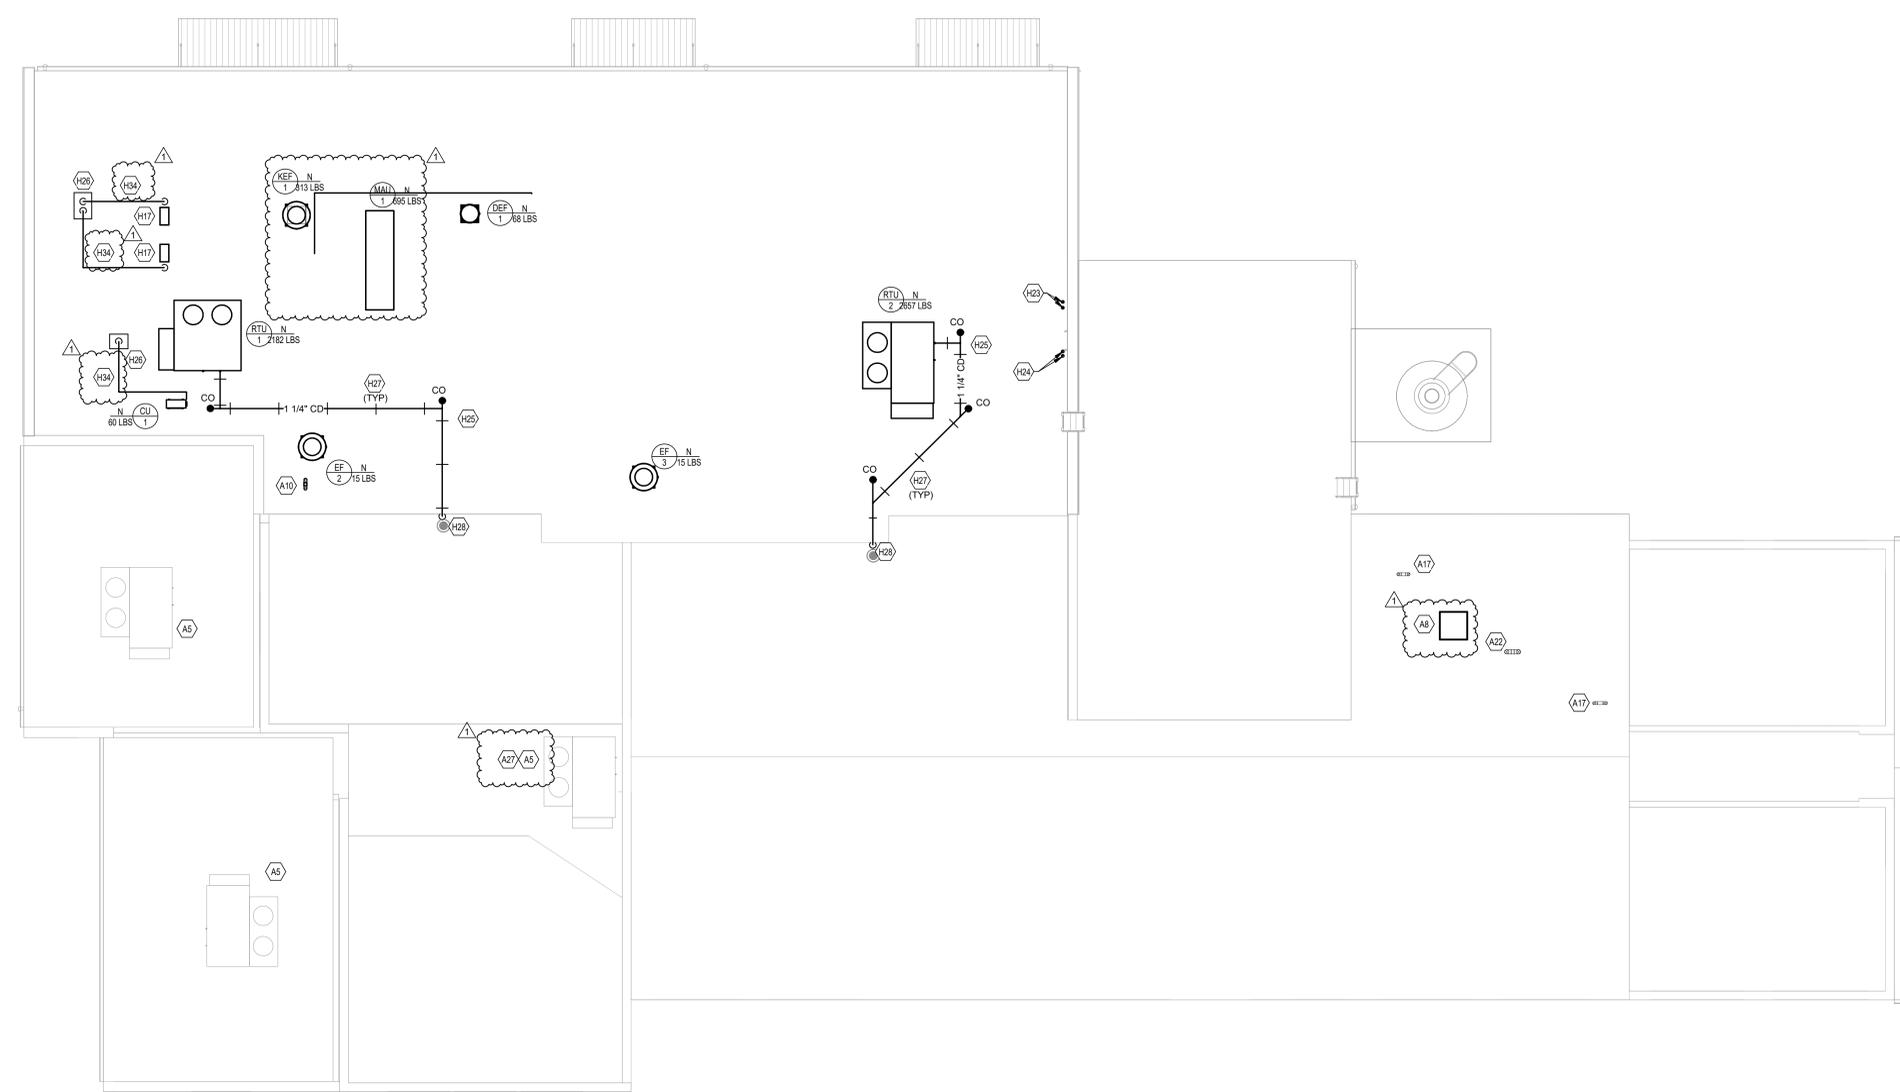 1
1
H26
H34
KEF N
1 313 LBS
MAU N
1 695 LBS
H17
DEF N
1 68 LBS
1
H34
H17
H23
RTU N
2 2657 LBS
CO
RTU N
1 2182 LBS
H25
1
H26
H24
H34
1 1/4" CD
H27
(TYP)
CO
CO
1 1/4" CD
CO
N CU
60 LBS 1
H25
EF N
3 15 LBS
EF N
2 15 LBS
CO
H27
(TYP)
A10
H28
H28
A17
1
A8
A5
A22
A17
1
A27
A5
A5